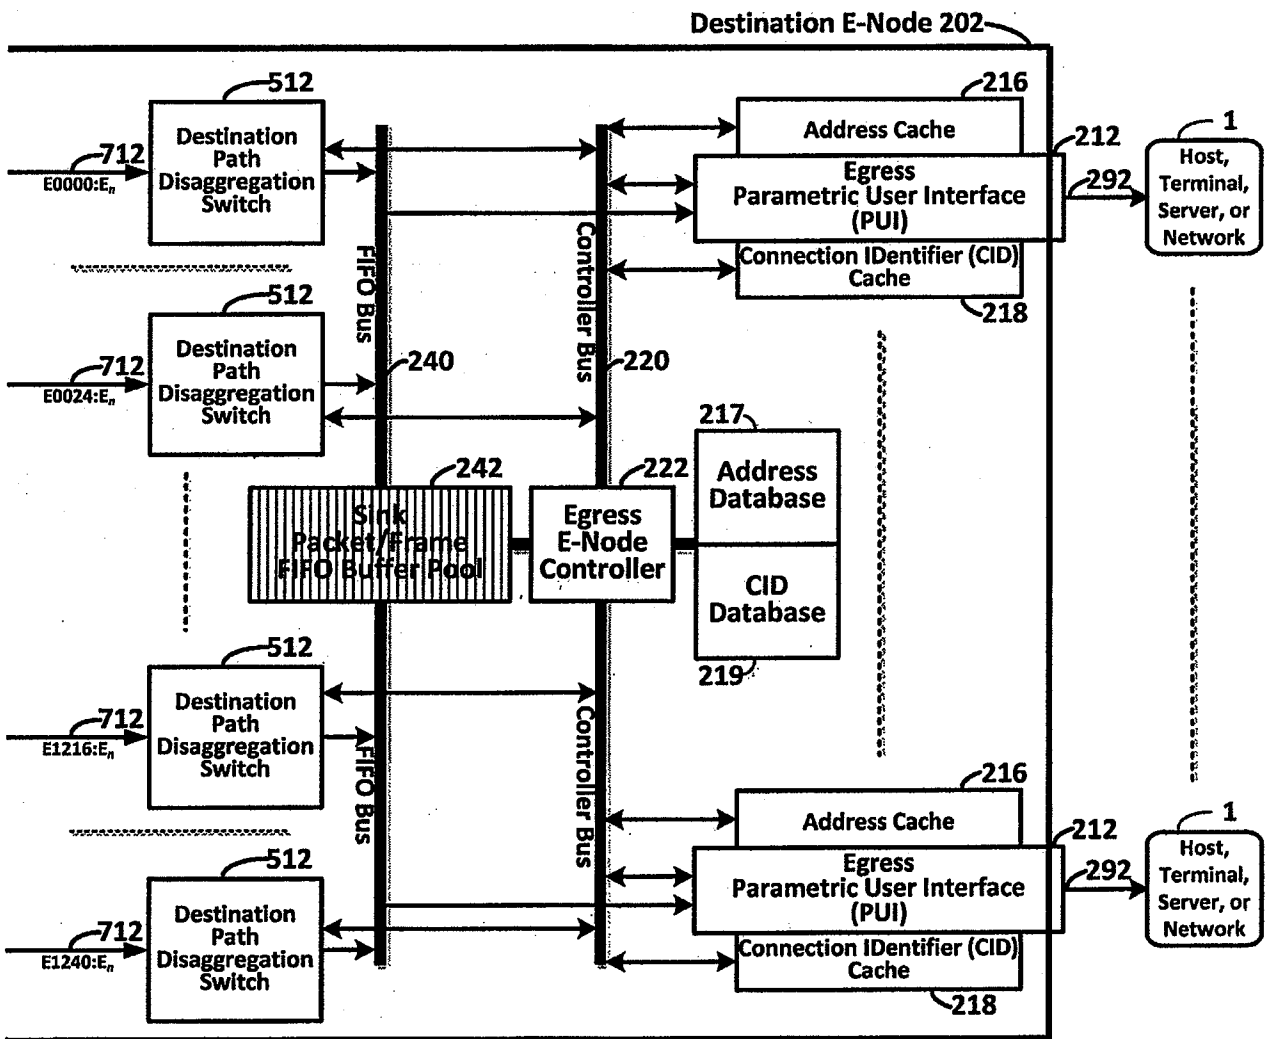 Destination E-Node 202
512
Destination
Path
Disaggregation
Switch
712
E0000:En
216
Address Cache
212
Egress
Parametric User Interface
(PUI)
Connection IDentifier (CID)
Cache
218
292
1
Host,
Terminal,
Server, or
Network
FIFO Bus
Controller Bus
240
220
512
Destination
Path
Disaggregation
Switch
712
E0024:En
242
Sink
Packet/Frame
FIFO Buffer Pool
222
Egress
E-Node
Controller
217
Address
Database
CID
Database
219
512
Destination
Path
Disaggregation
Switch
712
E1216:En
FIFO Bus
Controller Bus
512
Destination
Path
Disaggregation
Switch
712
E1240:En
216
Address Cache
212
Egress
Parametric User Interface
(PUI)
Connection IDentifier (CID)
Cache
218
292
1
Host,
Terminal,
Server, or
Network